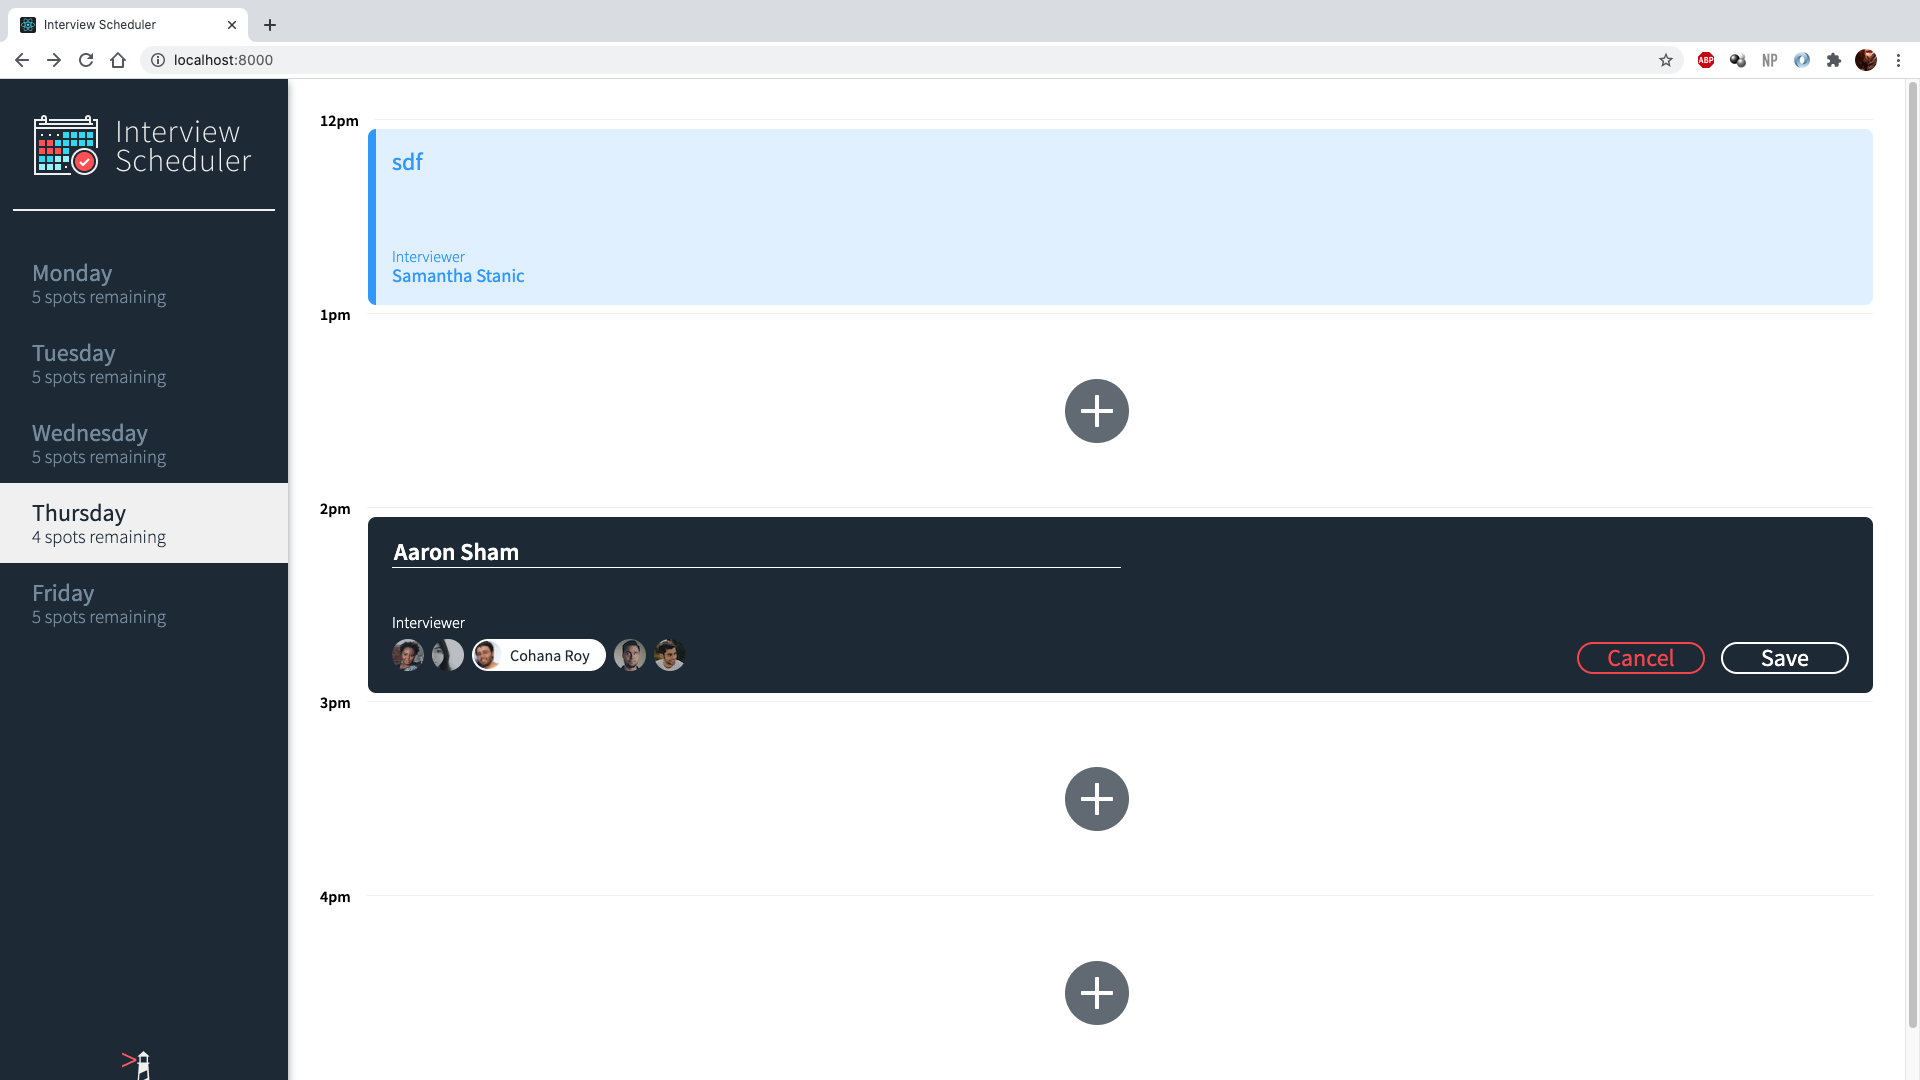 Interview Scheduler
localhost:8000
ABP
NP
Interview
Scheduler
Monday
5 spots remaining
Tuesday
5 spots remaining
Wednesday
5 spots remaining
Thursday
4 spots remaining
Friday
5 spots remaining
>
12pm
sdf
Interviewer
Samantha Stanic
1pm
2pm
Aaron Sham
Interviewer
Cohana Roy
Cancel
Save
3pm
4pm